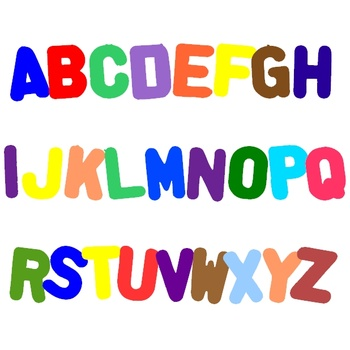 ABCDEFGH
IJKLMNOPQ
RSTUVWXYZ